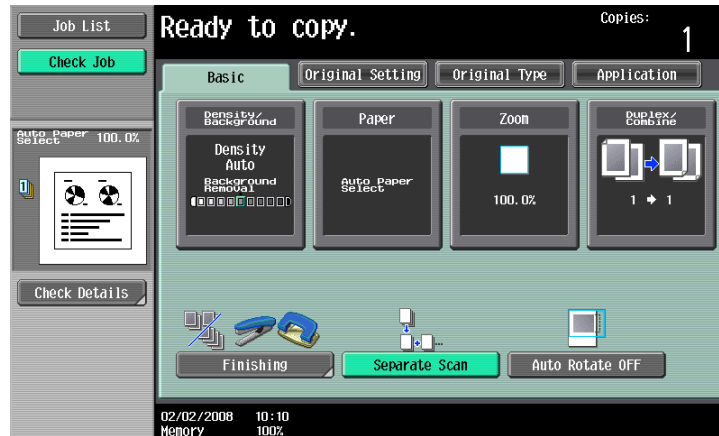 Job List
Check Job
Ready to copy.
Copies:
1
Basic
Original Setting
Original Type
Application
Auto Paper
Select
100.0%
1
Density/
Background
Density
Auto
Background
Removal
Paper
Auto Paper
Select
Zoom
100.0%
Duplex/
Combine
1 → 1
Check Details
Finishing
Separate Scan
Auto Rotate OFF
02/02/2008 10:10
Memory 100%